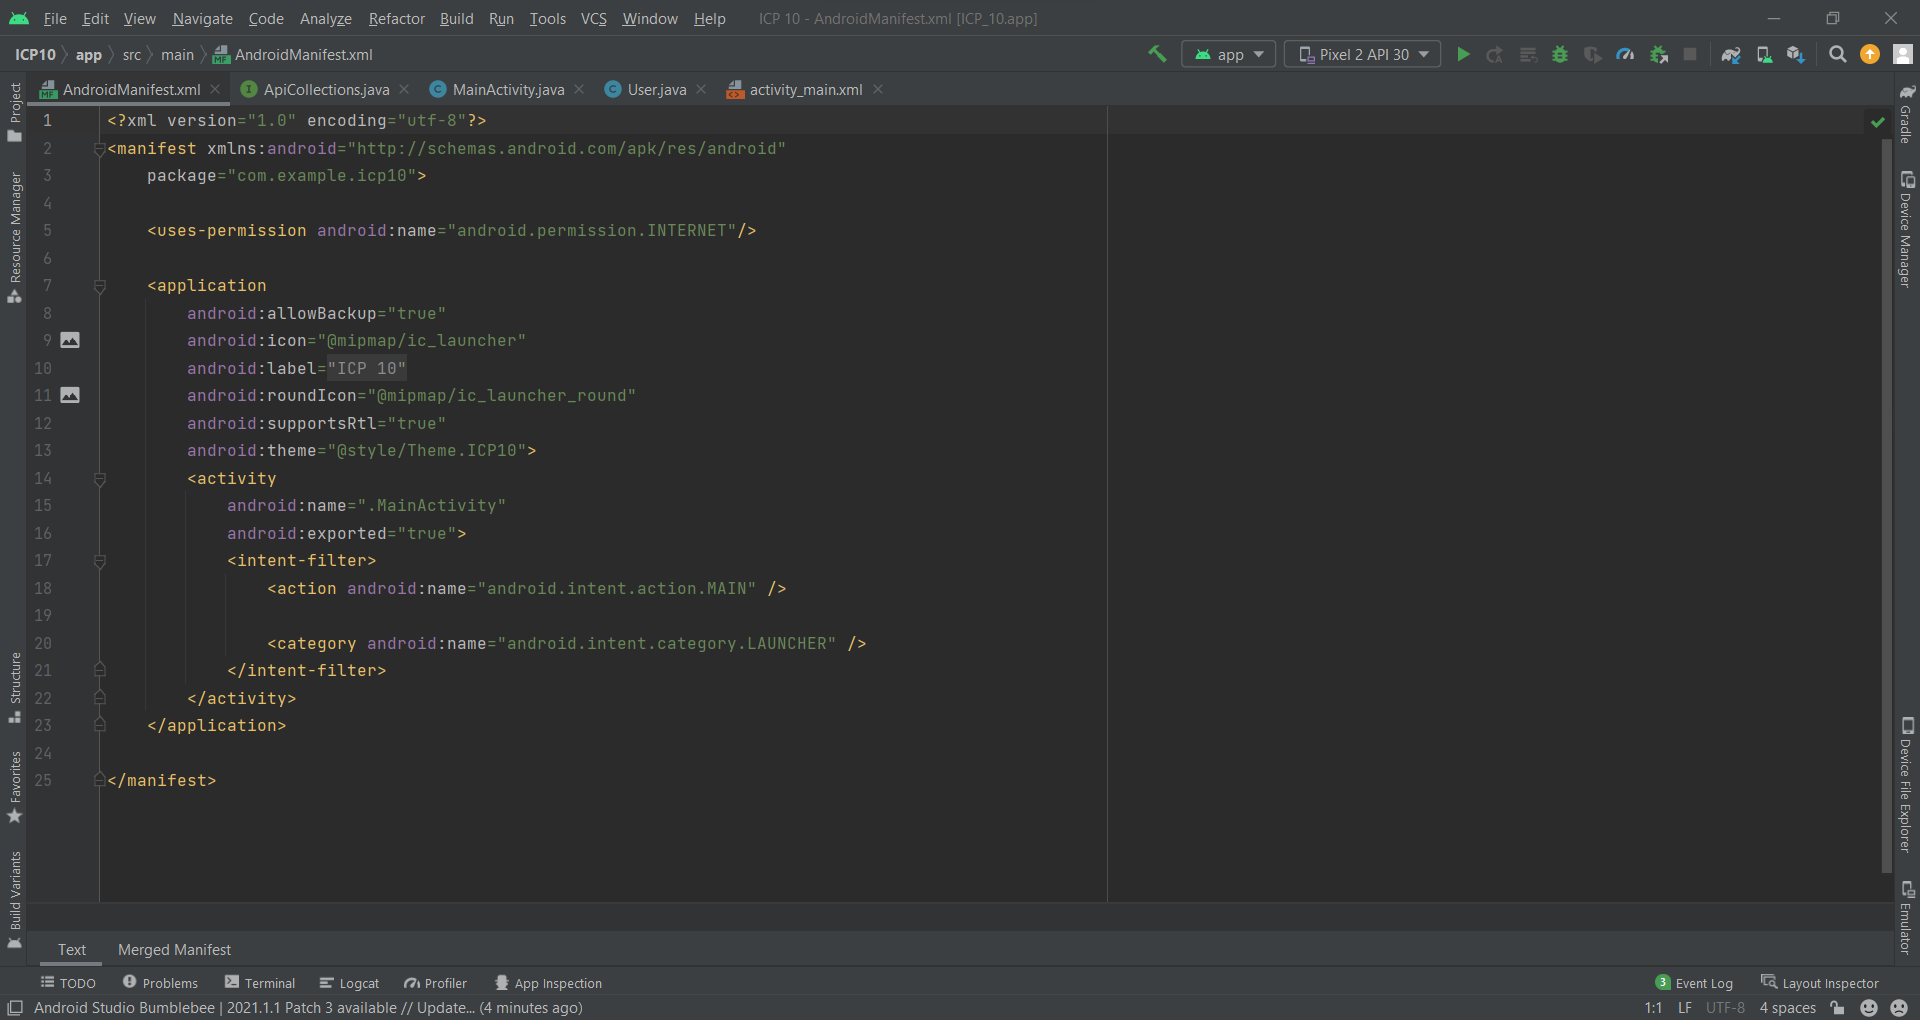 File Edit View Navigate Code Analyze Refactor Build Run Tools VCS Window Help ICP 10 - AndroidManifest.xml [ICP_10.app]
ICP10 app src main AndroidManifest.xml app Pixel 2 API 30
AndroidManifest.xml ApiCollections.java MainActivity.java User.java activity_main.xml
Project
Resource Manager
Structure
Favorites
Build Variants
1 <?xml version="1.0" encoding="utf-8"?>
2 <manifest xmlns:android="http://schemas.android.com/apk/res/android"
3 package="com.example.icp10">
4
5 <uses-permission android:name="android.permission.INTERNET"/>
6
7 <application
8 android:allowBackup="true"
9 android:icon="@mipmap/ic_launcher"
10 android:label="ICP 10"
11 android:roundIcon="@mipmap/ic_launcher_round"
12 android:supportsRtl="true"
13 android:theme="@style/Theme.ICP10">
14 <activity
15 android:name=".MainActivity"
16 android:exported="true">
17 <intent-filter>
18 <action android:name="android.intent.action.MAIN" />
19
20 <category android:name="android.intent.category.LAUNCHER" />
21 </intent-filter>
22 </activity>
23 </application>
24
25 </manifest>
Gradle
Device Manager
Device File Explorer
Emulator
Text Merged Manifest
TODO Problems Terminal Logcat Profiler App Inspection 3 Event Log Layout Inspector
Android Studio Bumblebee | 2021.1.1 Patch 3 available // Update... (4 minutes ago) 1:1 LF UTF-8 4 spaces